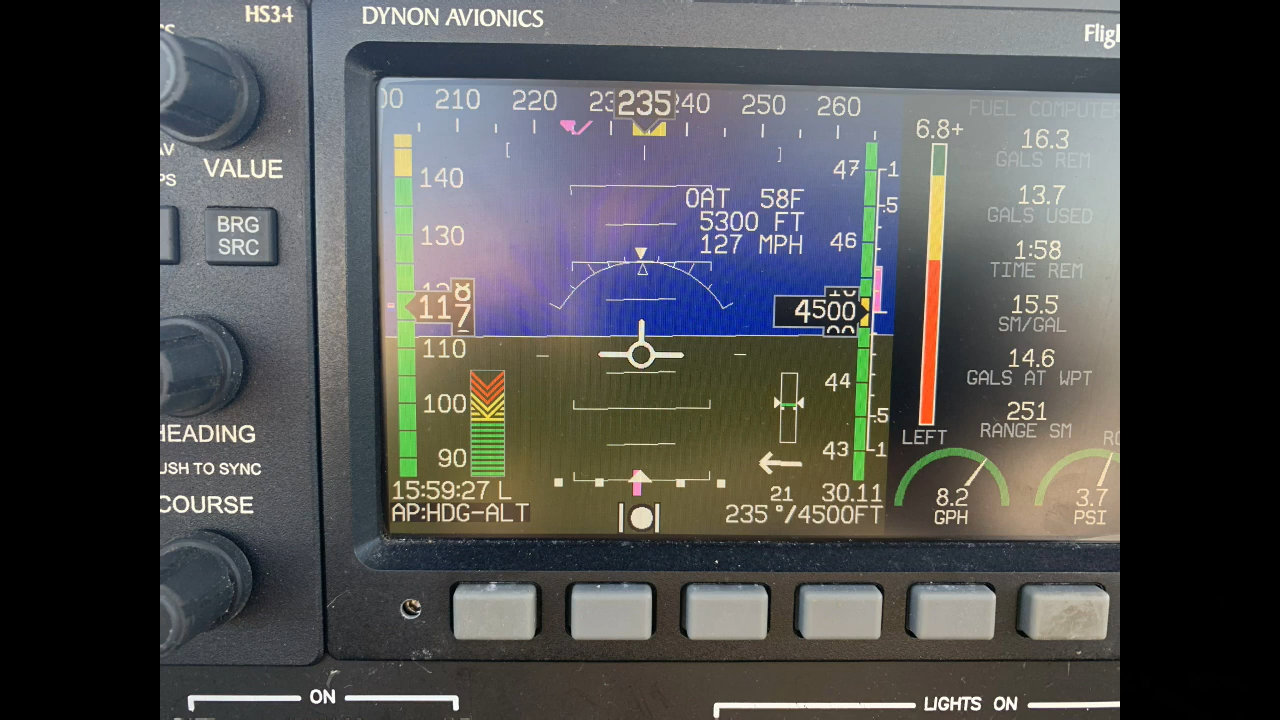 HS34
DYNON AVIONICS
VALUE
BRG
SRC
HEADING
PUSH TO SYNC
COURSE
210 220 235 240 250 260
140
130
117
110
100
90
OAT 58F
5300 FT
127 MPH
47
46
4500
44
43
1
.5
.5
1
15:59:27 L
AP:HDG-ALT
21
30.11
235°/4500FT
6.8+
LEFT
FUEL COMPUTER
16.3
GALS REM
13.7
GALS USED
1:58
TIME REM
15.5
SM/GAL
14.6
GALS AT WPT
251
RANGE SM
8.2
GPH
3.7
PSI
ON
LIGHTS ON